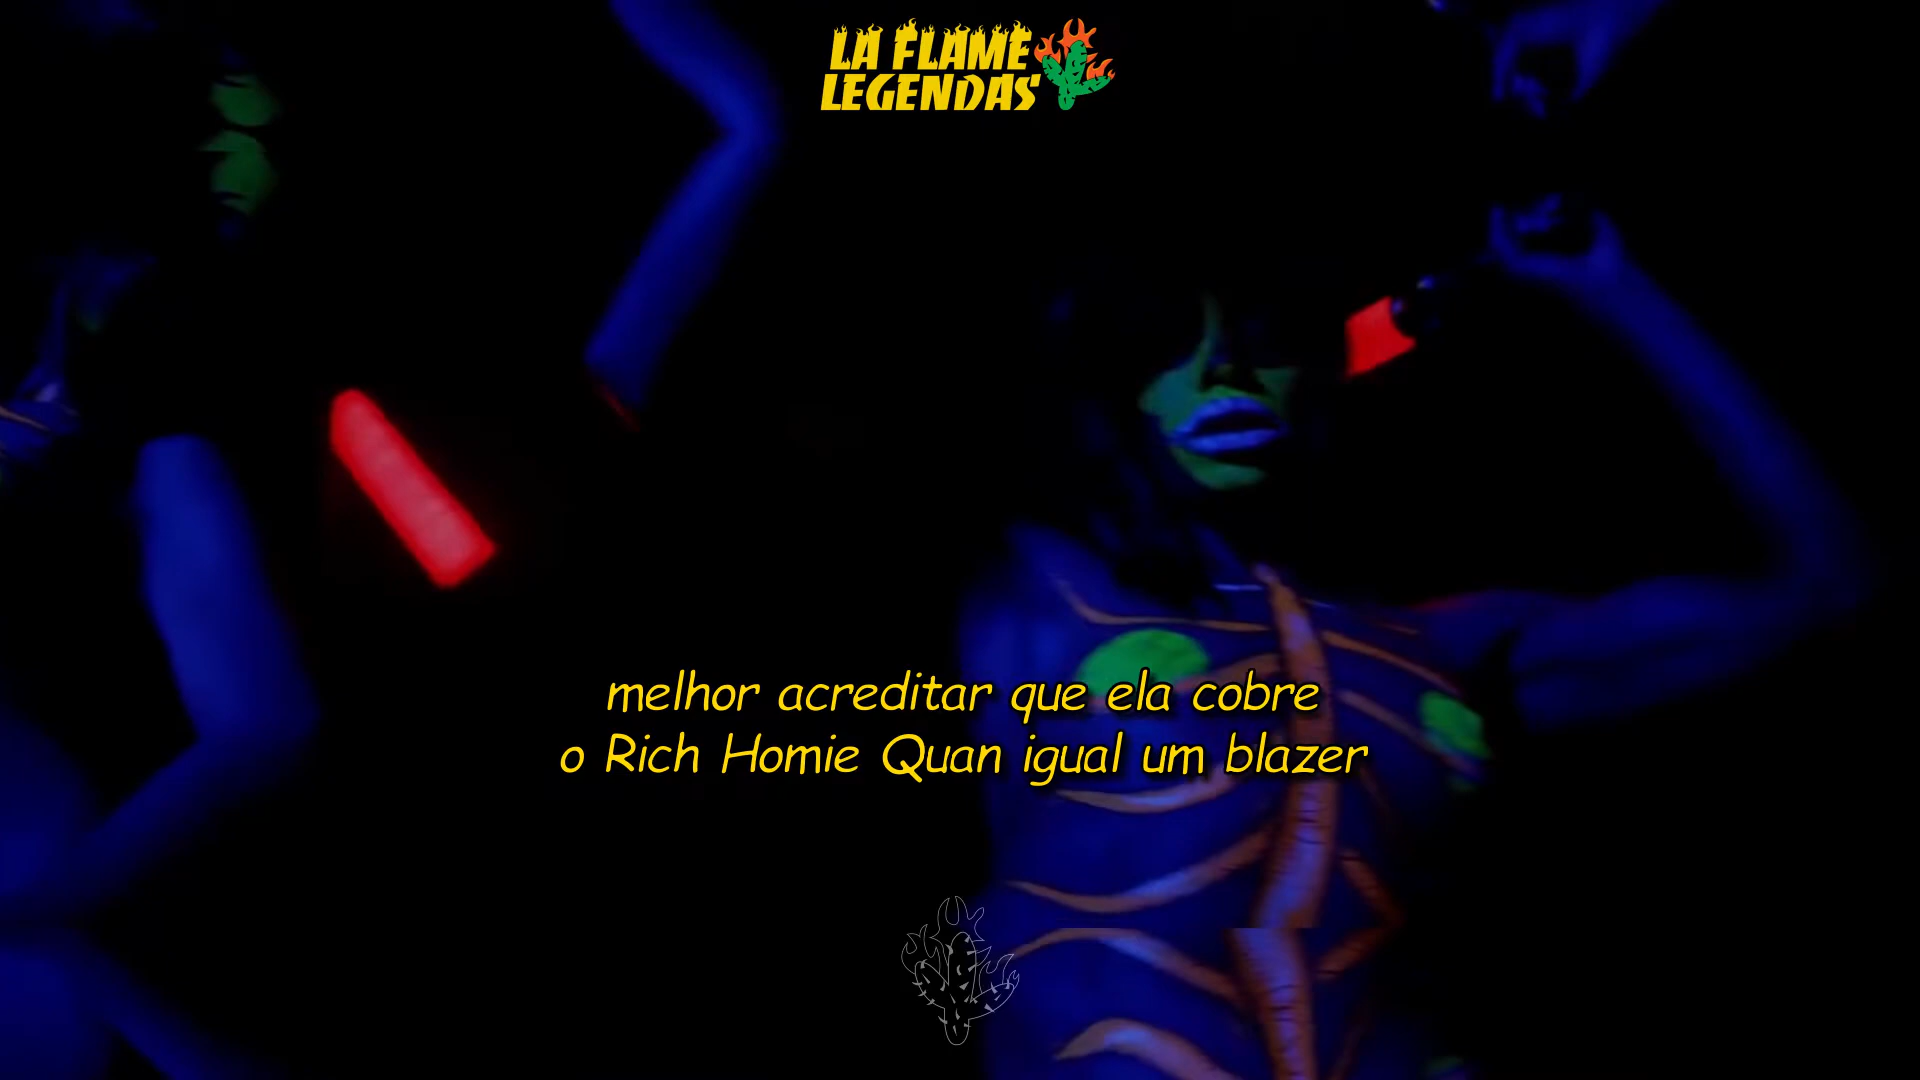 LA FLAME
LEGENDAS
melhor acreditar que ela cobre
o Rich Homie Quan igual um blazer